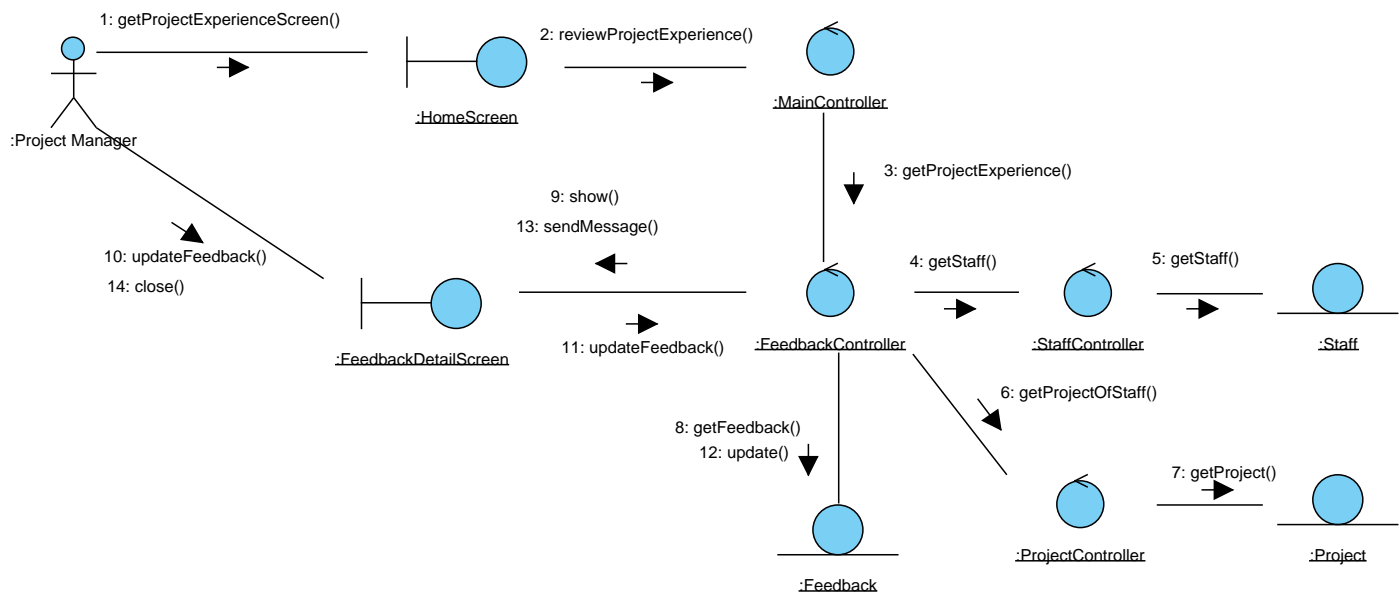 1: getProjectExperienceScreen()
2: reviewProjectExperience()
:MainController
:HomeScreen
:Project Manager
3: getProjectExperience()
9: show()
13: sendMessage()
10: updateFeedback()
14: close()
4: getStaff()
5: getStaff()
11: updateFeedback()
:FeedbackDetailScreen
:FeedbackController
:StaffController
:Staff
6: getProjectOfStaff()
8: getFeedback()
12: update()
7: getProject()
:ProjectController
:Project
:Feedback